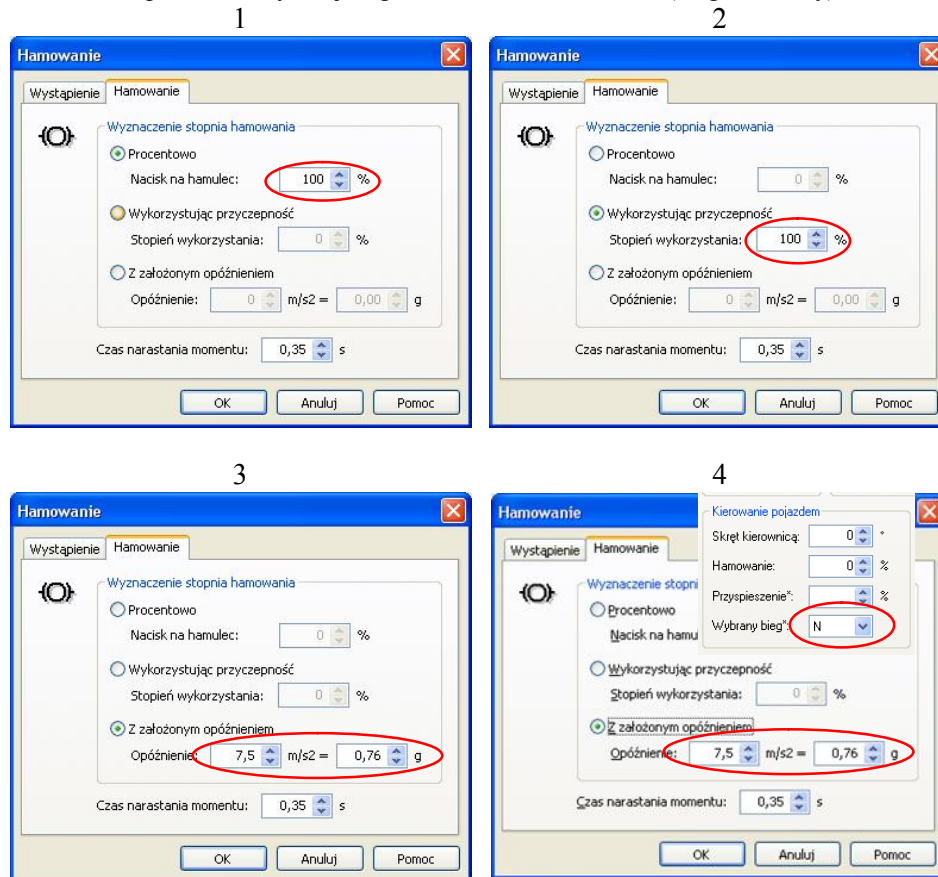 1
2
Hamowanie
Wystąpienie Hamowanie
Wyznaczenie stopnia hamowania
Procentowo
Nacisk na hamulec: 100 %
Wykorzystując przyczepność
Stopień wykorzystania: 0 %
Z założonym opóźnieniem
Opóźnienie: 0 m/s2 = 0,00 g
Czas narastania momentu: 0,35 s
OK Anuluj Pomoc
Hamowanie
Wystąpienie Hamowanie
Wyznaczenie stopnia hamowania
Procentowo
Nacisk na hamulec: 0 %
Wykorzystując przyczepność
Stopień wykorzystania: 100 %
Z założonym opóźnieniem
Opóźnienie: 0 m/s2 = 0,00 g
Czas narastania momentu: 0,35 s
OK Anuluj Pomoc
3
4
Hamowanie
Wystąpienie Hamowanie
Wyznaczenie stopnia hamowania
Procentowo
Nacisk na hamulec: 0 %
Wykorzystując przyczepność
Stopień wykorzystania: 0 %
Z założonym opóźnieniem
Opóźnienie: 7,5 m/s2 = 0,76 g
Czas narastania momentu: 0,35 s
OK Anuluj Pomoc
Hamowanie
Wystąpienie Hamowanie
Wyznaczenie stopni
Procentowo
Nacisk na hamu
Wykorzystując przyczepność
Stopień wykorzystania: 0 %
Z założonym opóźnieniem
Opóźnienie: 7,5 m/s2 = 0,76 g
Czas narastania momentu: 0,35 s
OK Anuluj Pomoc
Kierowanie pojazdem
Skręt kierownicą: 0 °
Hamowanie: 0 %
Przyspieszenie*: %
Wybrany bieg*: N